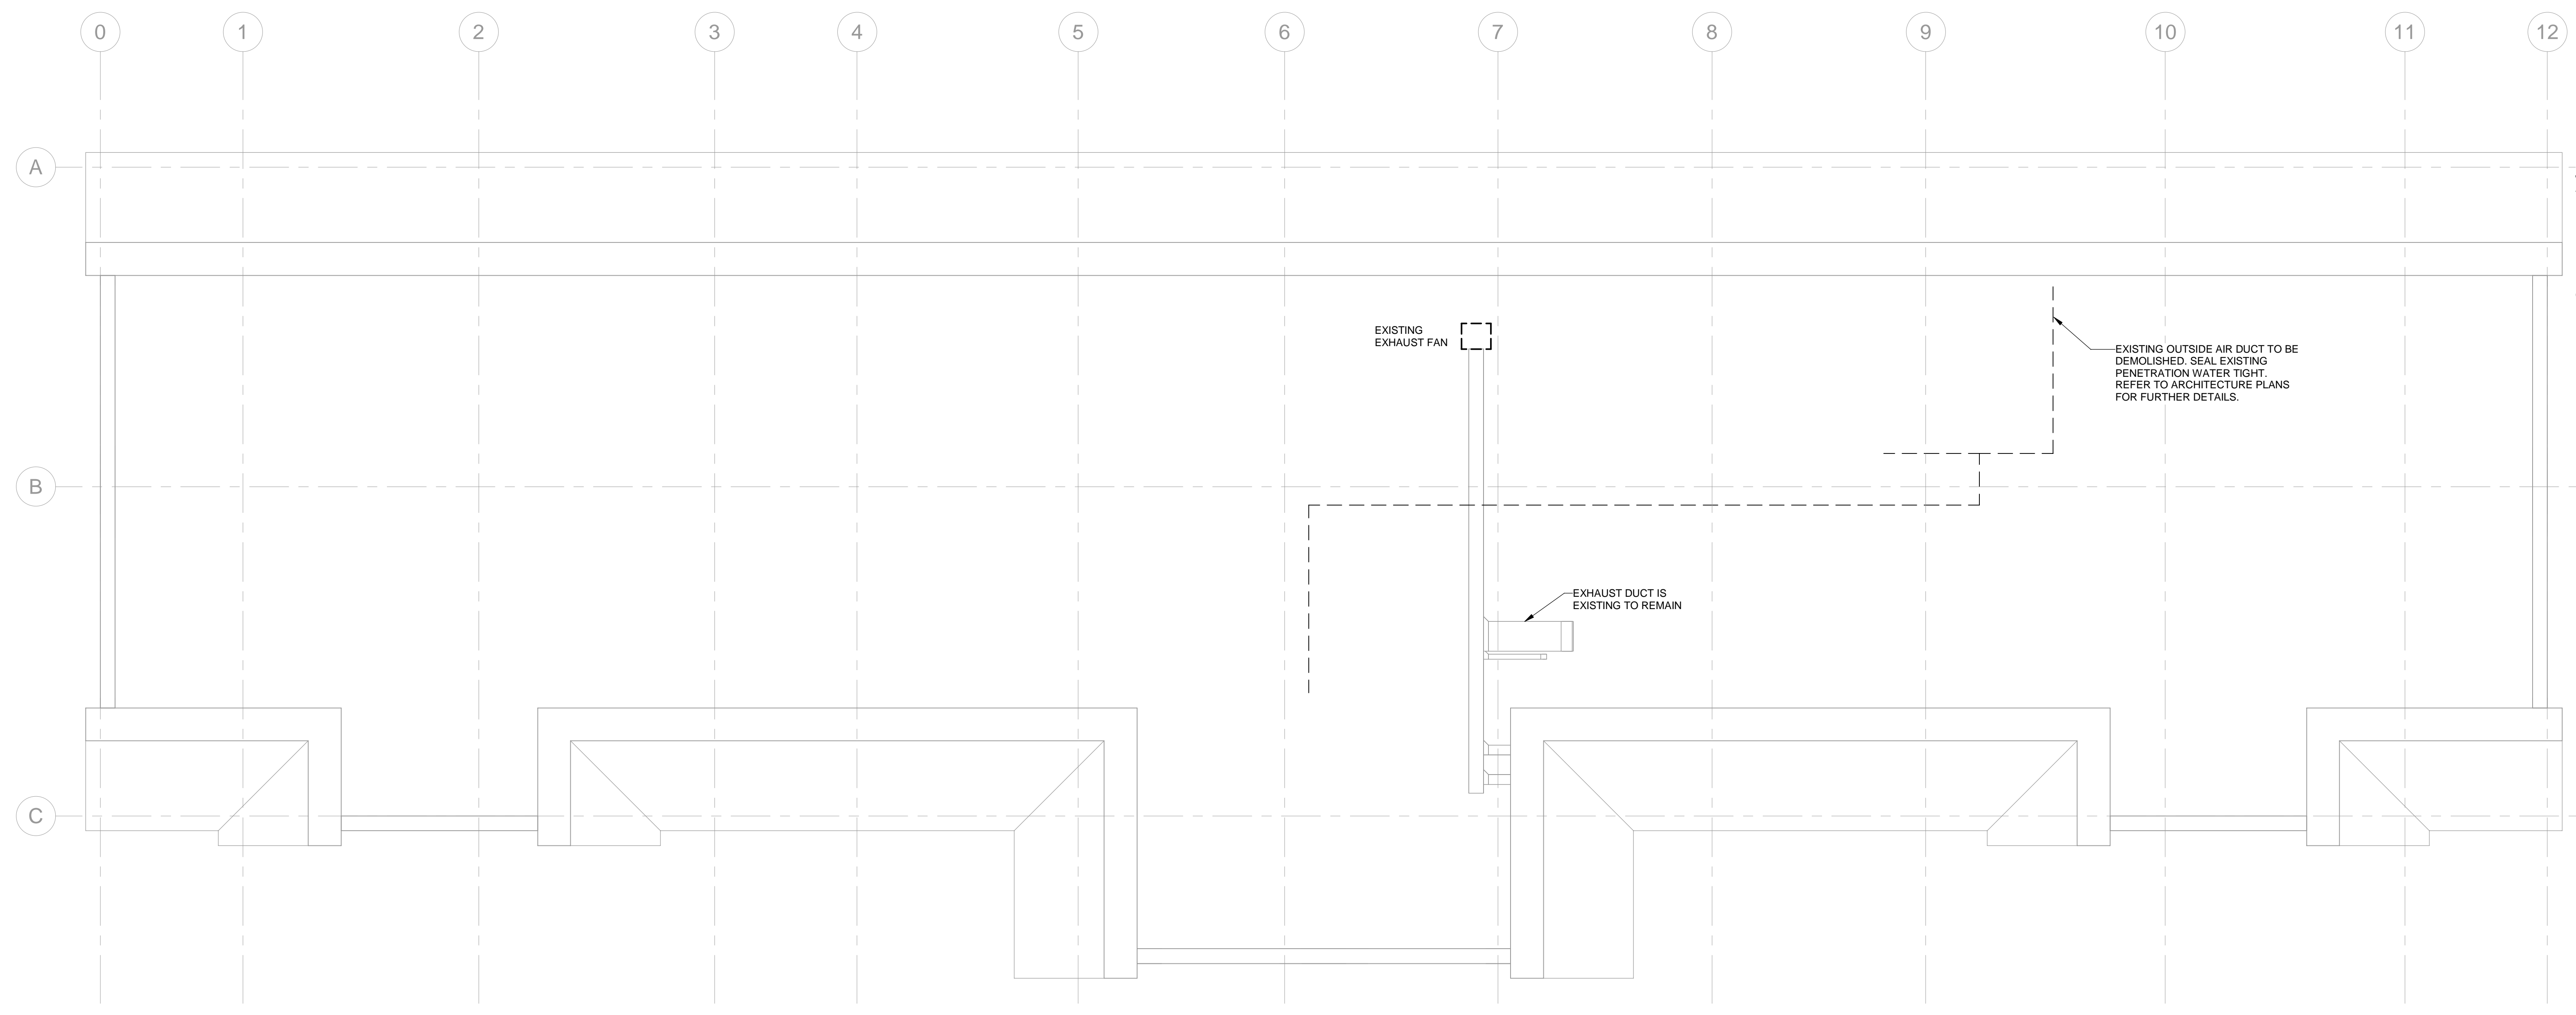 0 1 2 3 4 5 6 7 8 9 10 11 12
A
EXISTING
EXHAUST FAN
EXISTING OUTSIDE AIR DUCT TO BE
DEMOLISHED. SEAL EXISTING
PENETRATION WATER TIGHT.
REFER TO ARCHITECTURE PLANS
FOR FURTHER DETAILS.
B
EXHAUST DUCT IS
EXISTING TO REMAIN
C